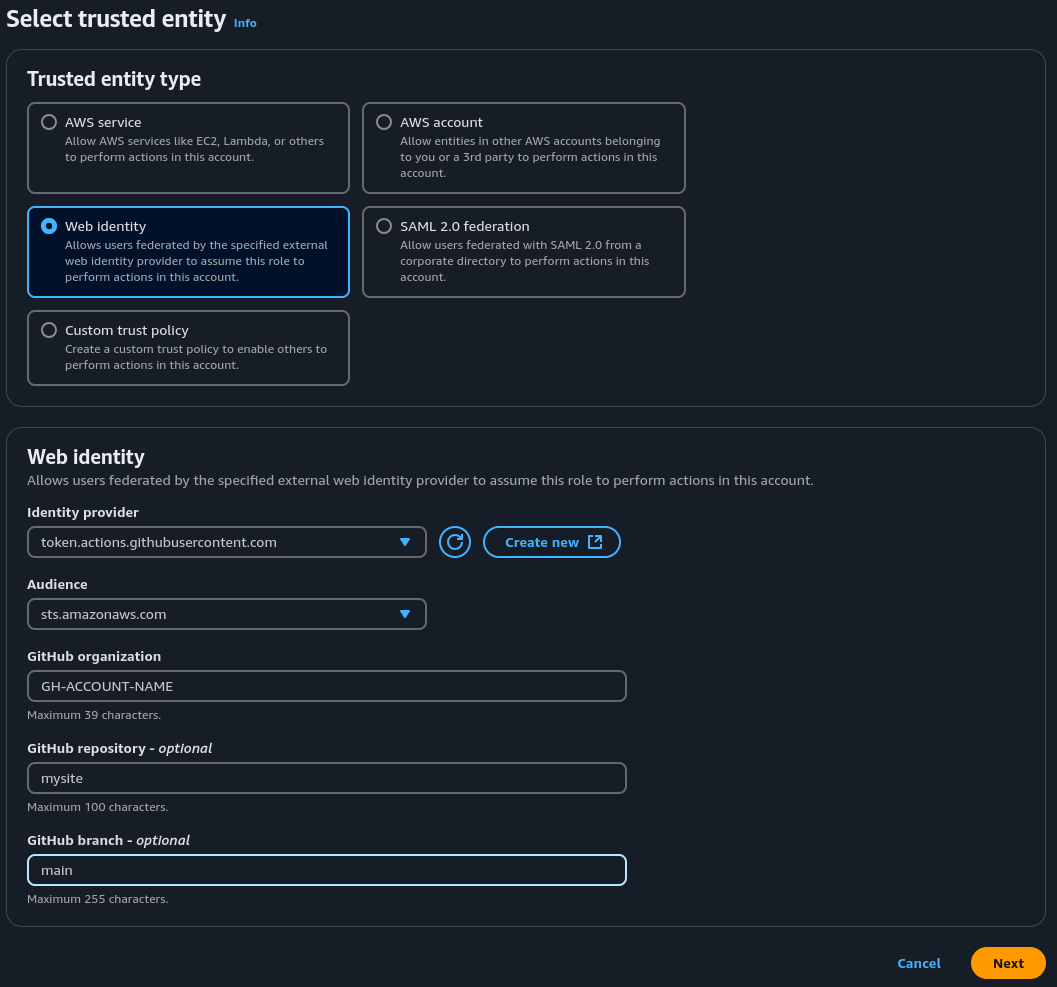 Select trusted entity Info
Trusted entity type
AWS service
Allow AWS services like EC2, Lambda, or others
to perform actions in this account.
AWS account
Allow entities in other AWS accounts belonging
to you or a 3rd party to perform actions in this
account.
Web identity
Allows users federated by the specified external
web identity provider to assume this role to
perform actions in this account.
SAML 2.0 federation
Allow users federated with SAML 2.0 from a
corporate directory to perform actions in this
account.
Custom trust policy
Create a custom trust policy to enable others to
perform actions in this account.
Web identity
Allows users federated by the specified external web identity provider to assume this role to perform actions in this account.
Identity provider
token.actions.githubusercontent.com
Create new
Audience
sts.amazonaws.com
GitHub organization
GH-ACCOUNT-NAME
Maximum 39 characters.
GitHub repository - optional
mysite
Maximum 100 characters.
GitHub branch - optional
main
Maximum 255 characters.
Cancel
Next